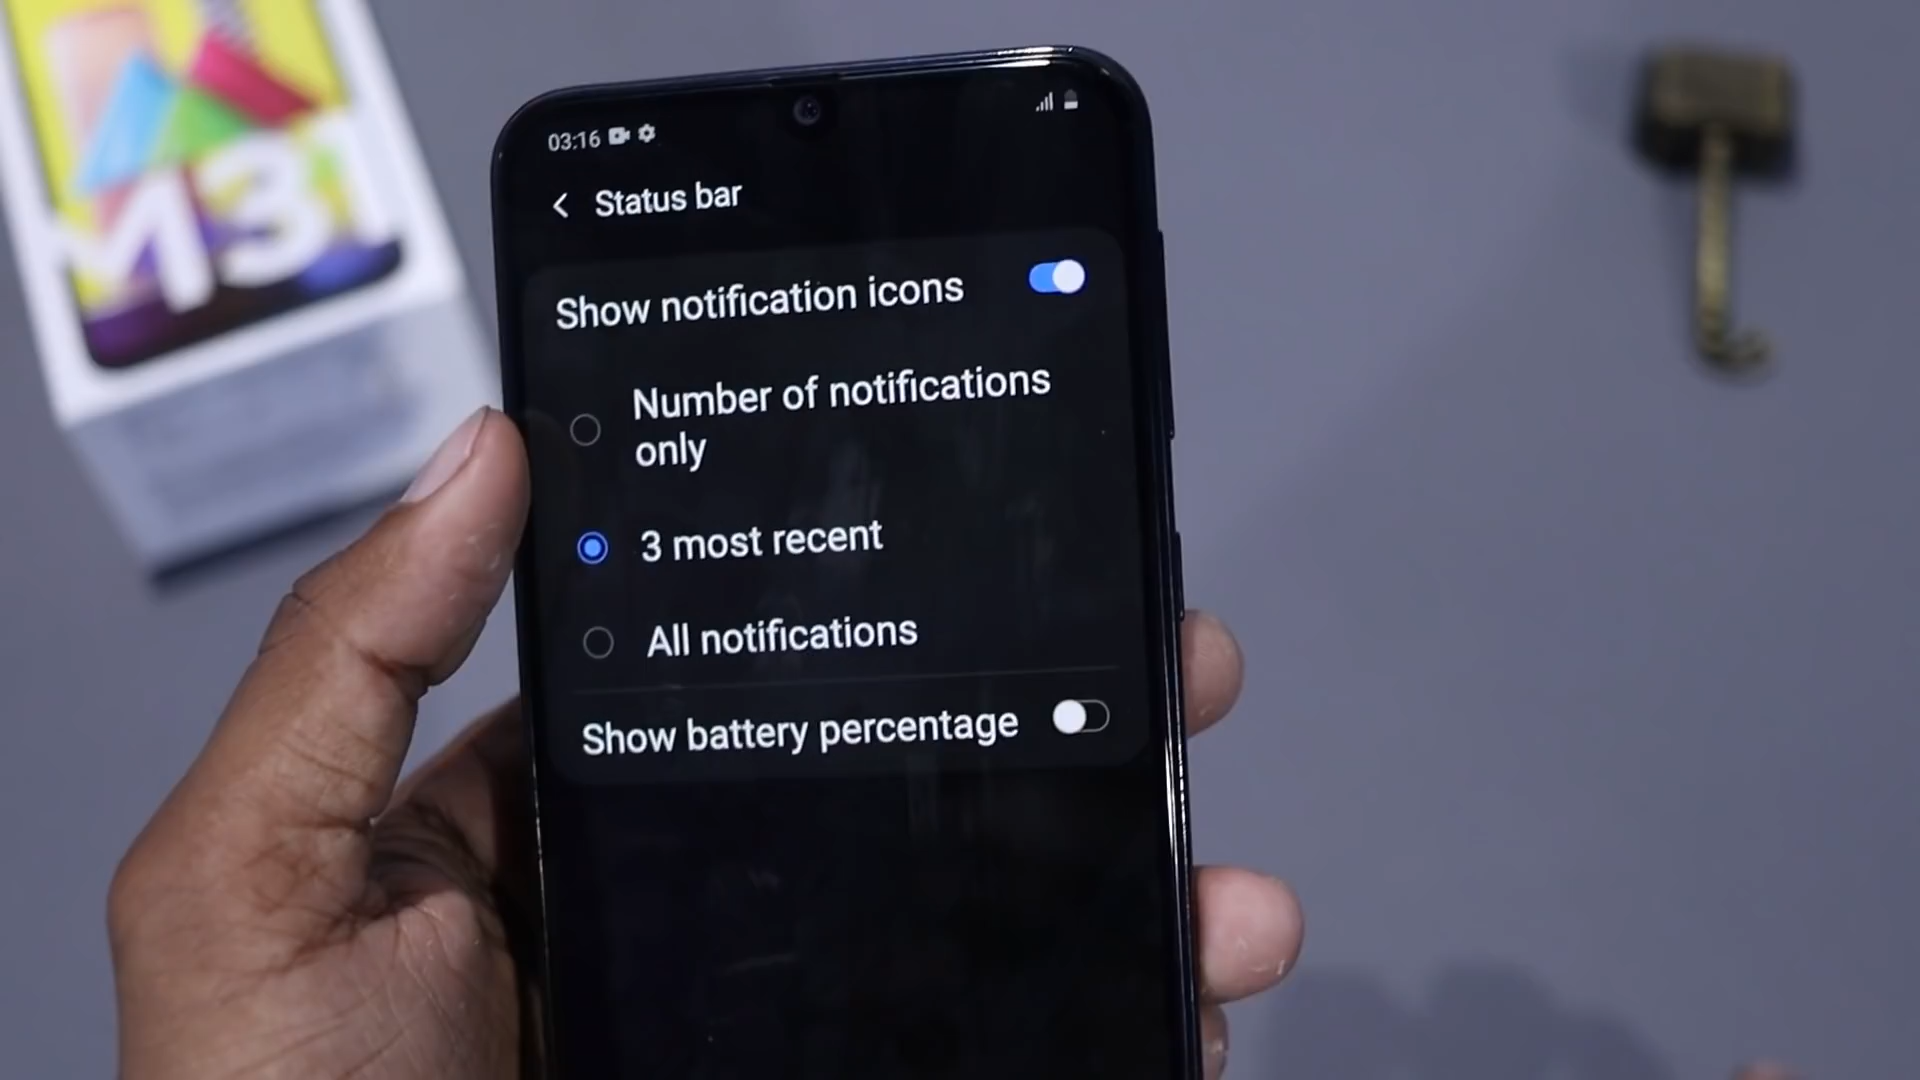 M31
03:16
Status bar
Show notification icons
Number of notifications
only
3 most recent
All notifications
Show battery percentage